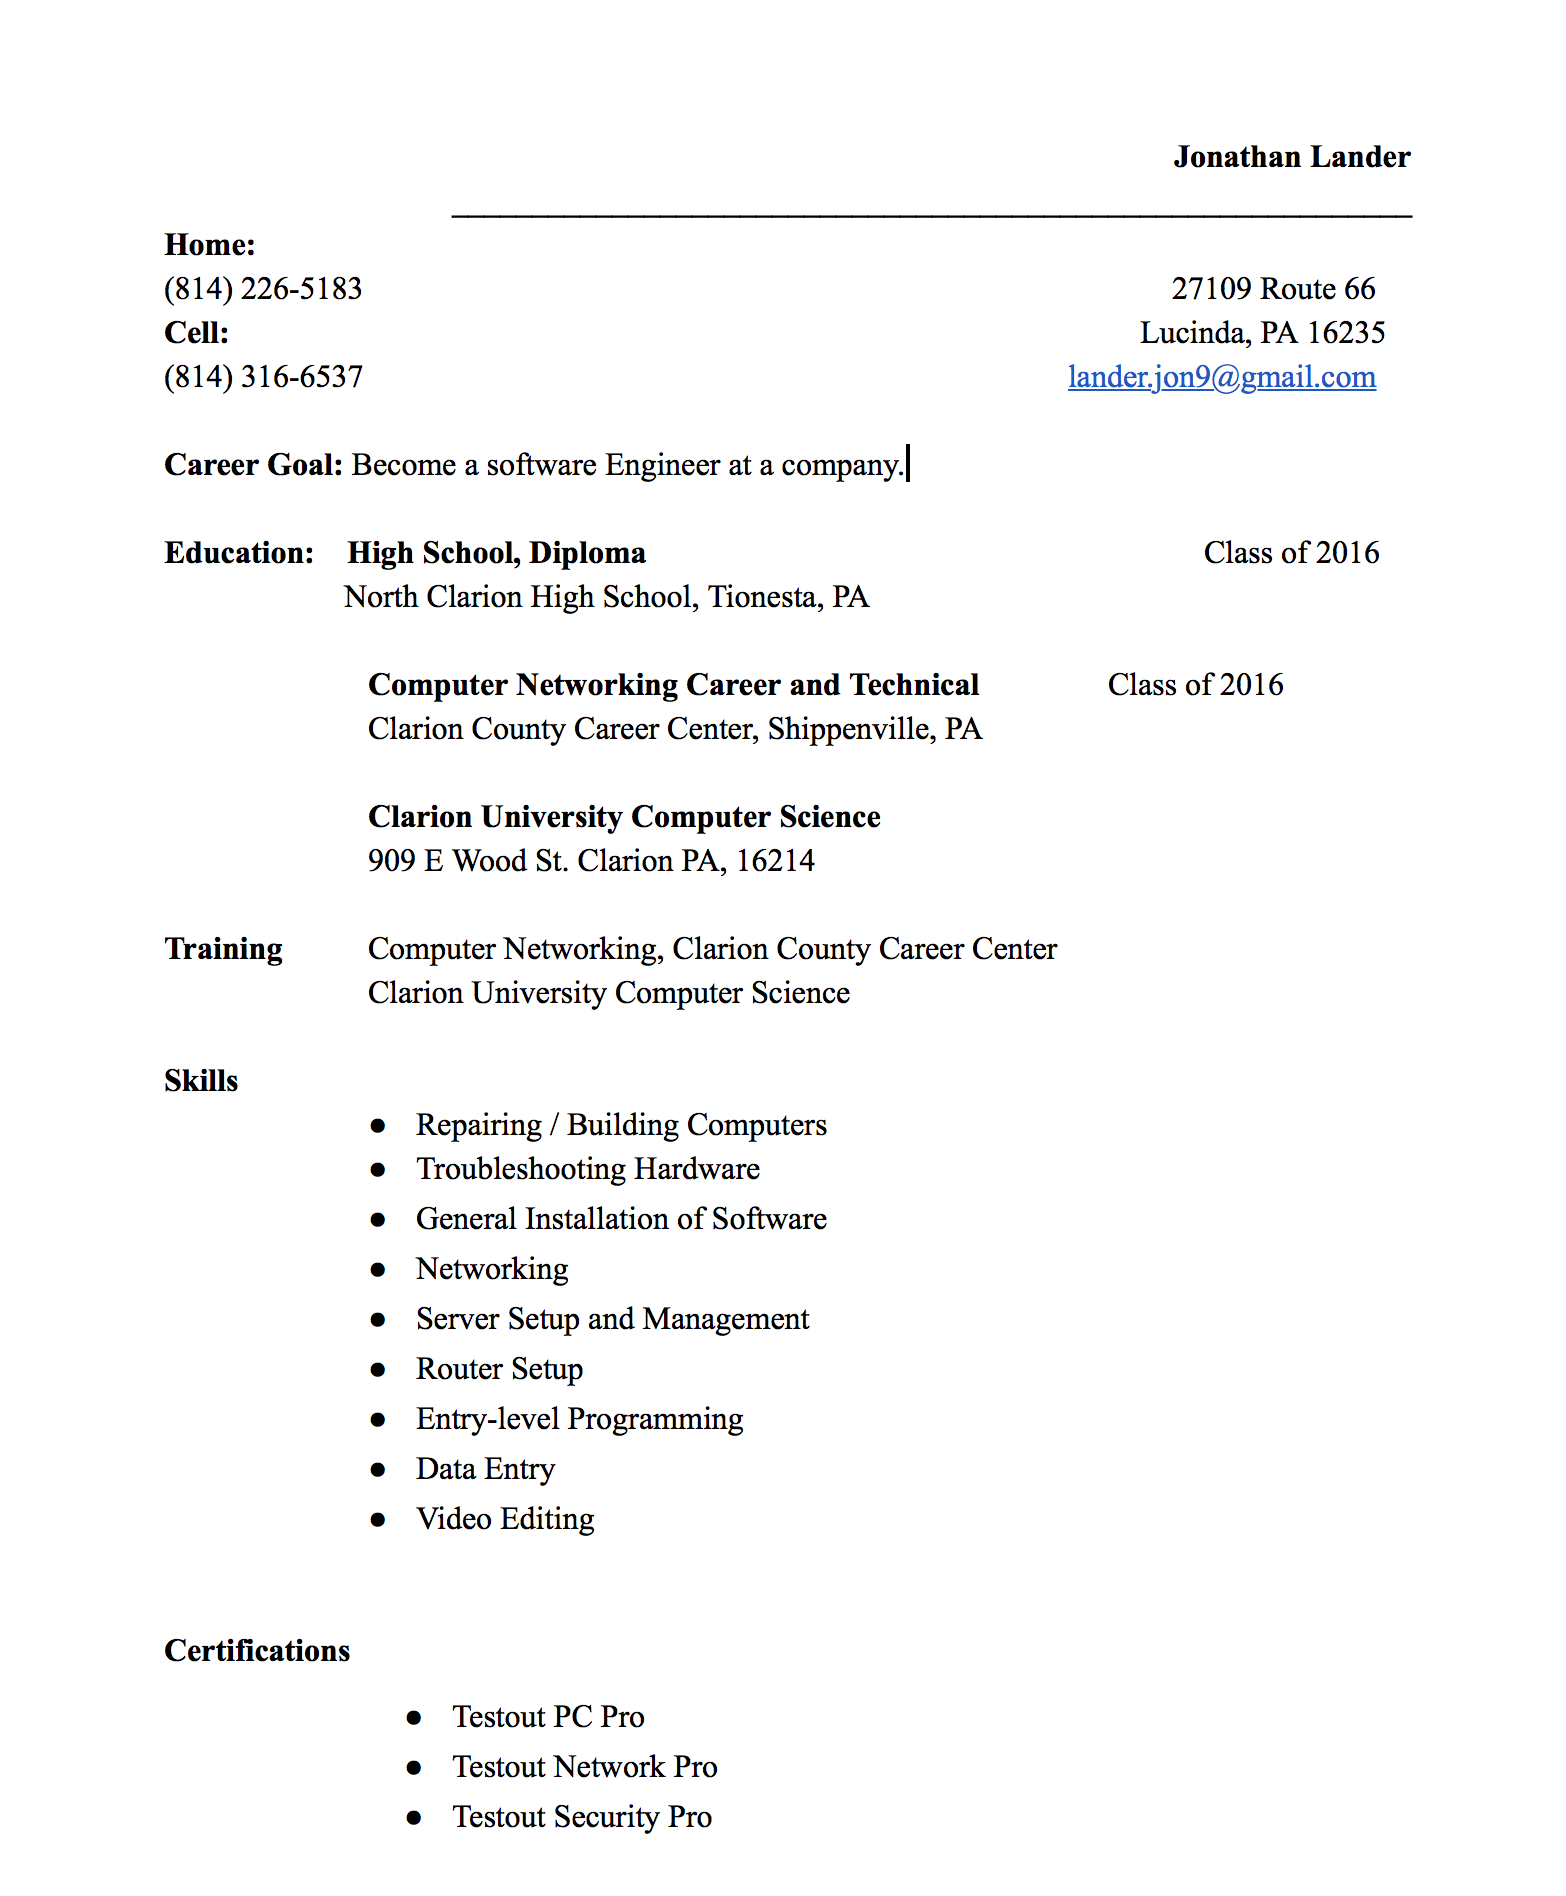 Jonathan Lander
____________________________________________________________
Home:
(814) 226-5183 27109 Route 66
Cell: Lucinda, PA 16235
(814) 316-6537 lander.jon9@gmail.com
Career Goal: Become a software Engineer at a company.
Education: High School, Diploma Class of 2016
North Clarion High School, Tionesta, PA
Computer Networking Career and Technical Class of 2016
Clarion County Career Center, Shippenville, PA
Clarion University Computer Science
909 E Wood St. Clarion PA, 16214
Training Computer Networking, Clarion County Career Center
Clarion University Computer Science
Skills
● Repairing / Building Computers
● Troubleshooting Hardware
● General Installation of Software
● Networking
● Server Setup and Management
● Router Setup
● Entry-level Programming
● Data Entry
● Video Editing
Certifications
● Testout PC Pro
● Testout Network Pro
● Testout Security Pro